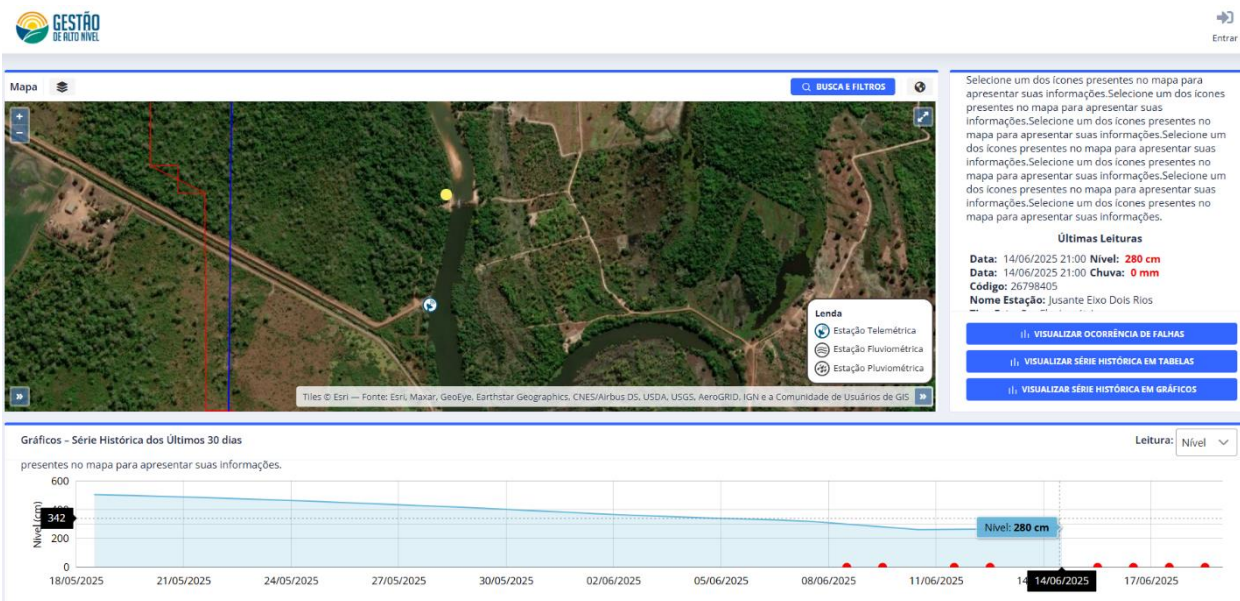 GESTÃO
DE ALTO NÍVEL
Entrar
Mapa
BUSCA E FILTROS
+
−
Lenda
Estação Telemétrica
Estação Fluviométrica
Estação Pluviométrica
»
Tiles © Esri — Fonte: Esri, Maxar, GeoEye, Earthstar Geographics, CNES/Airbus DS, USDA, USGS, AeroGRID, IGN e a Comunidade de Usuários de GIS
»
Selecione um dos ícones presentes no mapa para
apresentar suas informações.Selecione um dos ícones
presentes no mapa para apresentar suas
informações.Selecione um dos ícones presentes no
mapa para apresentar suas informações.Selecione um
dos ícones presentes no mapa para apresentar suas
informações.Selecione um dos ícones presentes no
mapa para apresentar suas informações.Selecione um
dos ícones presentes no mapa para apresentar suas
informações.Selecione um dos ícones presentes no
mapa para apresentar suas informações.
Últimas Leituras
Data: 14/06/2025 21:00 Nível: 280 cm
Data: 14/06/2025 21:00 Chuva: 0 mm
Código: 26798405
Nome Estação: Jusante Eixo Dois Rios
VISUALIZAR OCORRÊNCIA DE FALHAS
VISUALIZAR SÉRIE HISTÓRICA EM TABELAS
VISUALIZAR SÉRIE HISTÓRICA EM GRÁFICOS
Gráficos – Série Histórica dos Últimos 30 dias
Leitura: Nível
presentes no mapa para apresentar suas informações.
Nível (cm)
600
342
200
0
Nível: 280 cm
18/05/2025 21/05/2025 24/05/2025 27/05/2025 30/05/2025 02/06/2025 05/06/2025 08/06/2025 11/06/2025 14 14/06/2025 17/06/2025